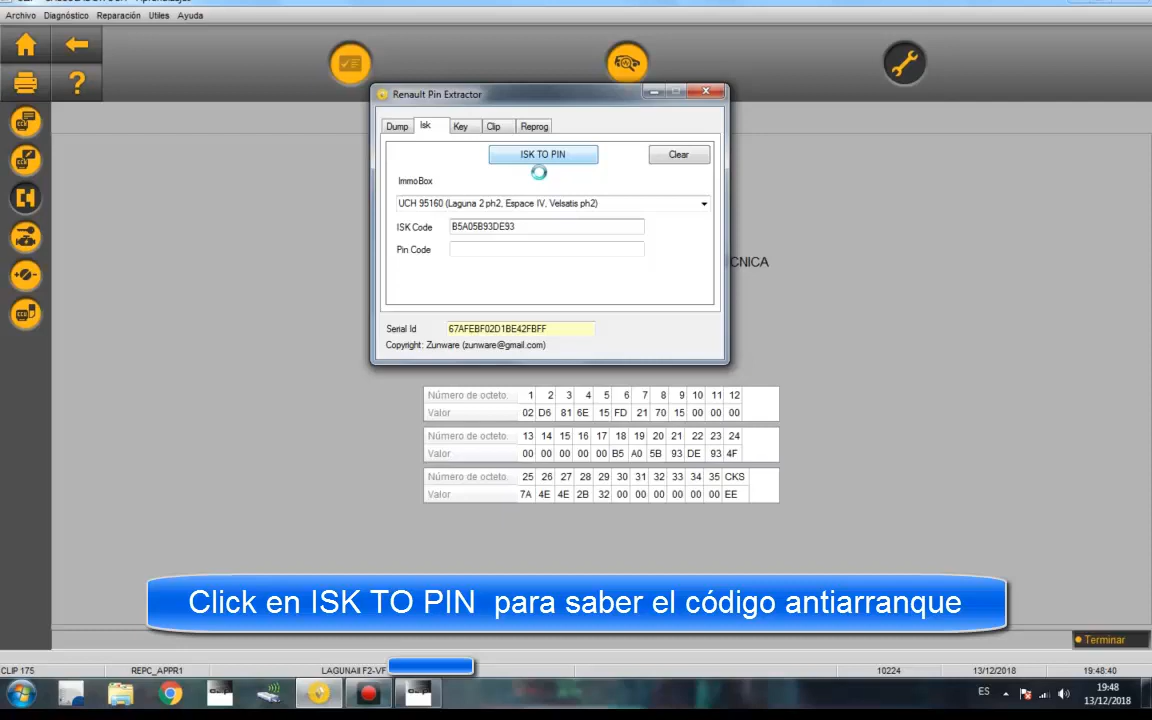 Archivo Diagnóstico Reparación Utiles Ayuda
?
Renault Pin Extractor
Dump Isk Key Clip Reprog
ISK TO PIN Clear
ImmoBox
UCH 95160 (Laguna 2 ph2, Espace IV, Velsatis ph2)
ISK Code B5A05B93DE93
Pin Code
CNICA
Serial Id 67AFEBF02D1BE42FBFF
Copyright: Zunware (zunware@gmail.com)
Número de octeto. 1 2 3 4 5 6 7 8 9 10 11 12
Valor 02 D6 81 6E 15 FD 21 70 15 00 00 00
Número de octeto. 13 14 15 16 17 18 19 20 21 22 23 24
Valor 00 00 00 00 00 B5 A0 5B 93 DE 93 4F
Número de octeto. 25 26 27 28 29 30 31 32 33 34 35 CKS
Valor 7A 4E 4E 2B 32 00 00 00 00 00 00 EE
Click en ISK TO PIN para saber el código antiarranque
Terminar
CLIP 175 REPC_APPR1 LAGUNAII F2-VF 10224 13/12/2018 19:48:40
ES 19:48
13/12/2018